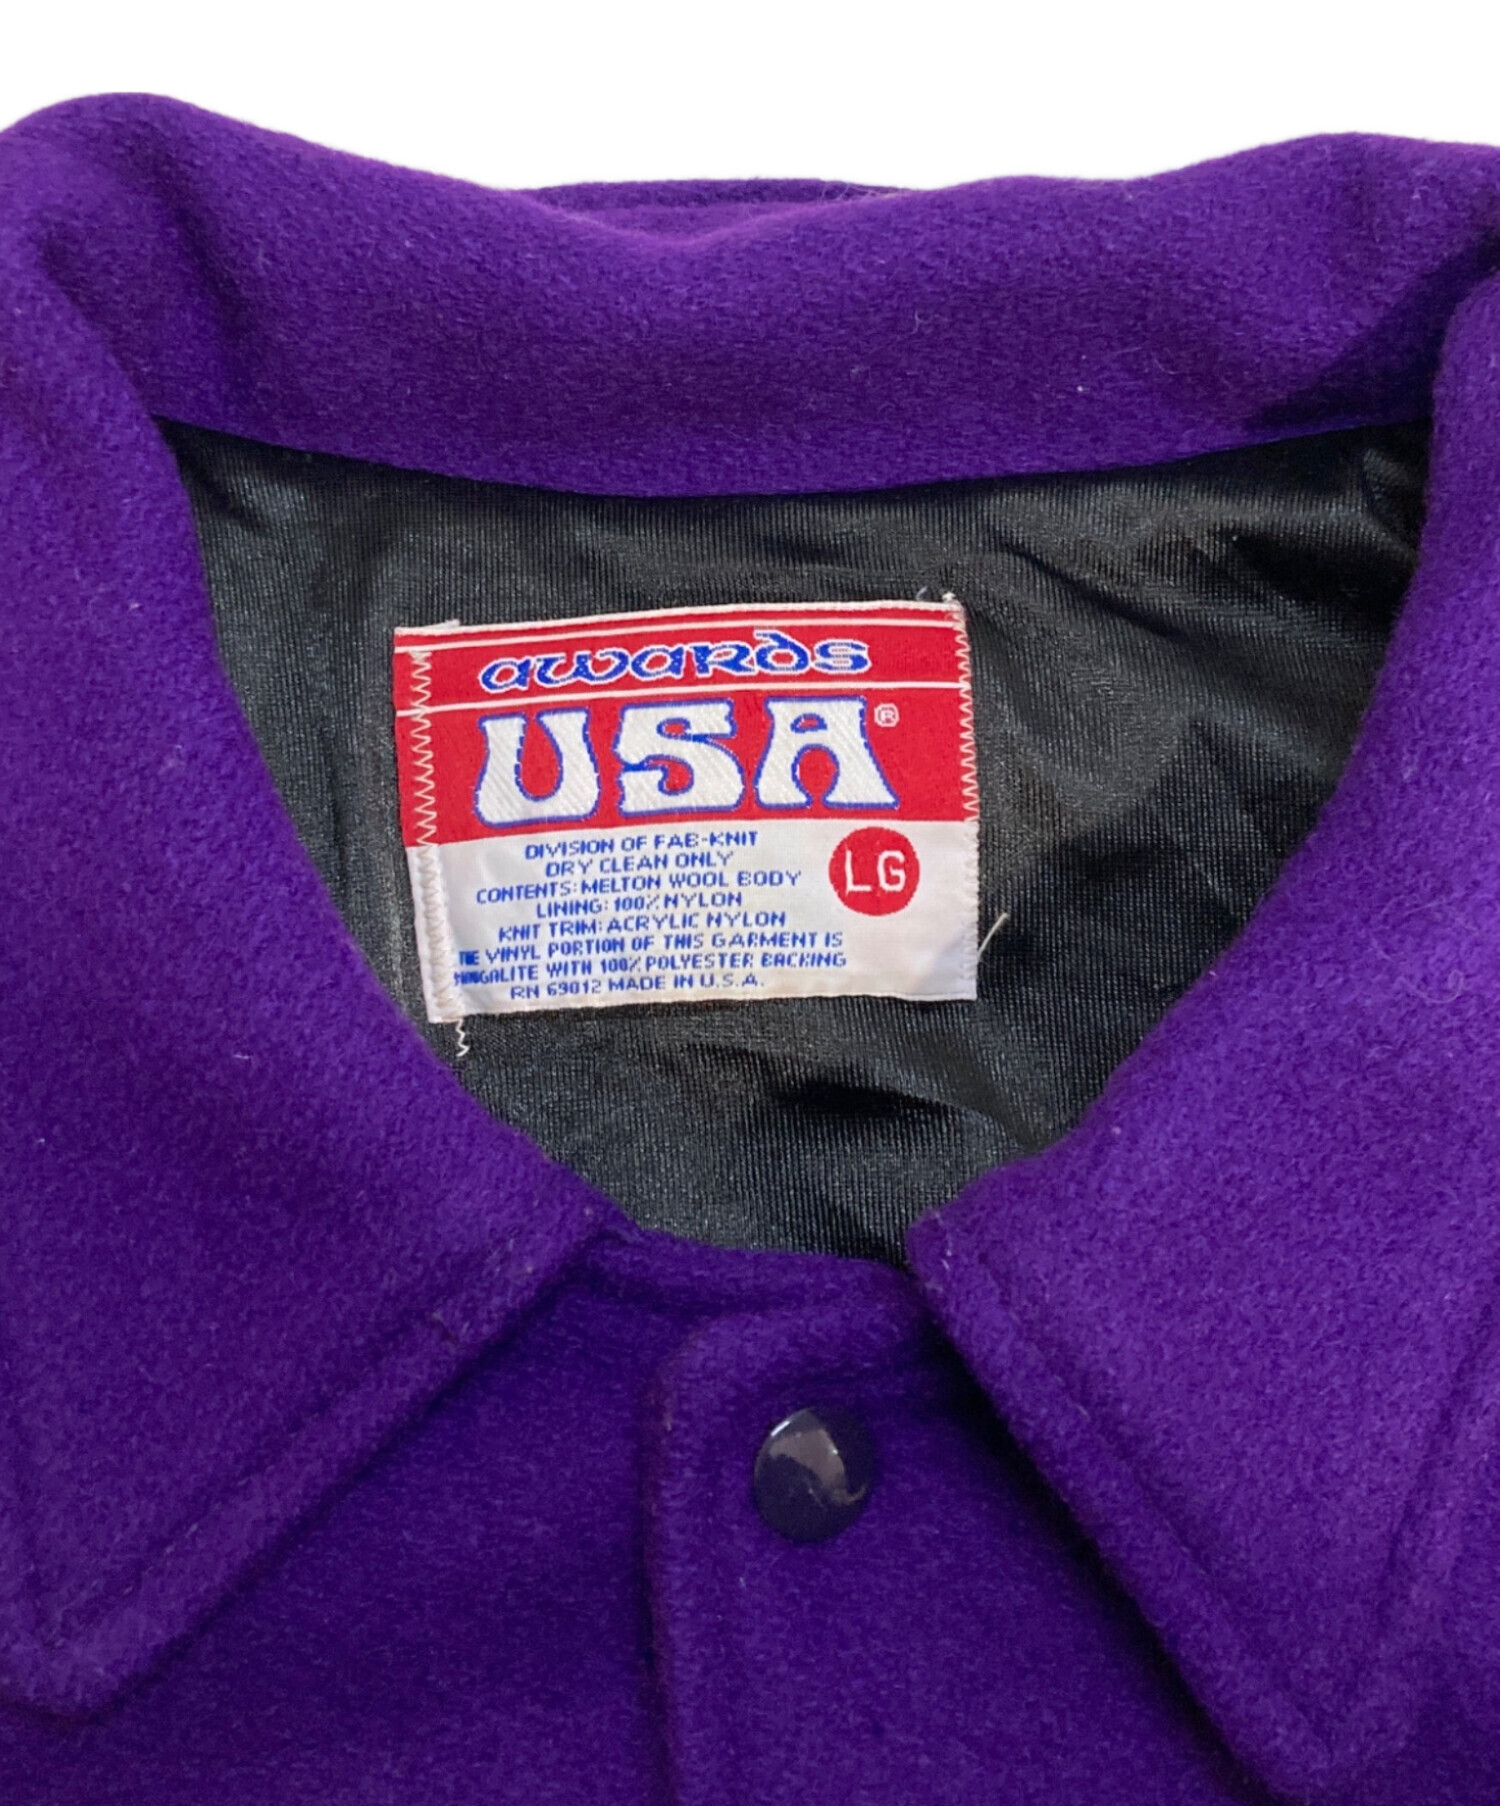 awards
USA®
DIVISION OF FAB-KNIT
DRY CLEAN ONLY
LG
CONTENTS: MELTON WOOL BODY
LINING: 100% NYLON
KNIT TRIM: ACRYLIC NYLON
THE VINYL PORTION OF THIS GARMENT IS
WITH 100% POLYESTER BACKING
RN 69012 MADE IN U.S.A.